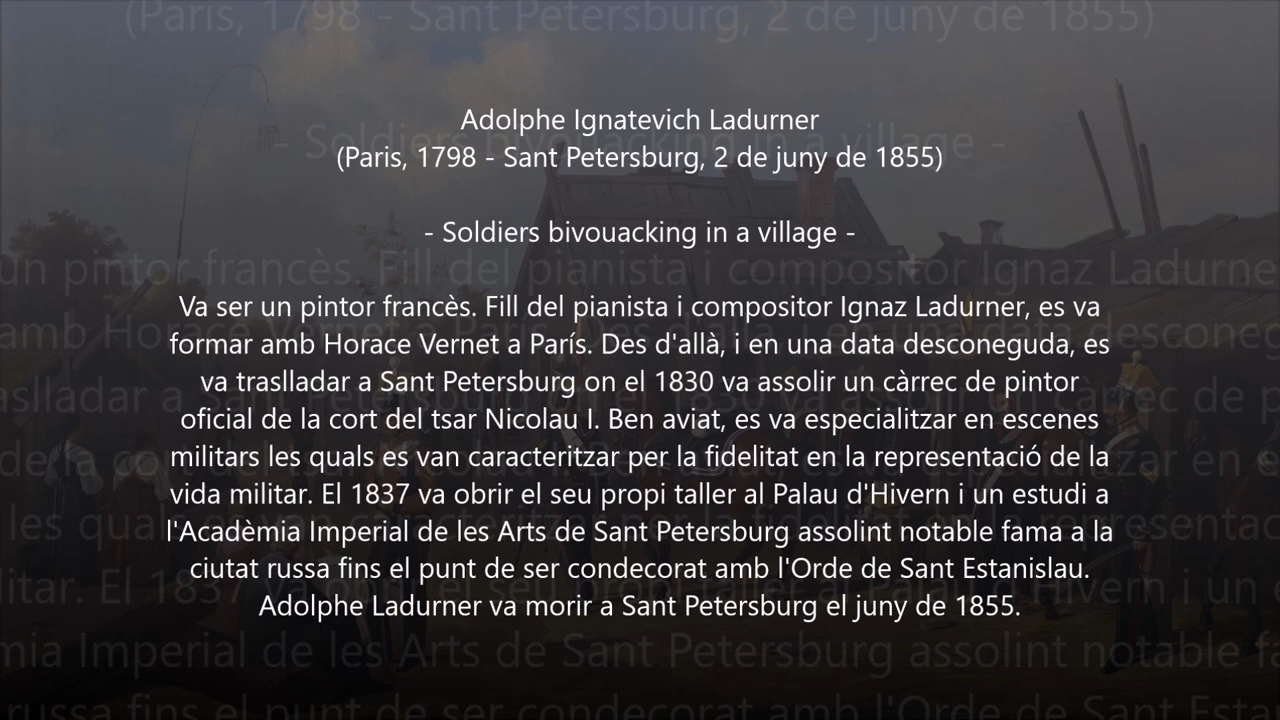 Adolphe Ignatevich Ladurner
(Paris, 1798 - Sant Petersburg, 2 de juny de 1855)
- Soldiers bivouacking in a village -
Va ser un pintor francès. Fill del pianista i compositor Ignaz Ladurner, es va
formar amb Horace Vernet a París. Des d'allà, i en una data desconeguda, es
va traslladar a Sant Petersburg on el 1830 va assolir un càrrec de pintor
oficial de la cort del tsar Nicolau I. Ben aviat, es va especialitzar en escenes
militars les quals es van caracteritzar per la fidelitat en la representació de la
vida militar. El 1837 va obrir el seu propi taller al Palau d'Hivern i un estudi a
l'Acadèmia Imperial de les Arts de Sant Petersburg assolint notable fama a la
ciutat russa fins el punt de ser condecorat amb l'Orde de Sant Estanislau.
Adolphe Ladurner va morir a Sant Petersburg el juny de 1855.